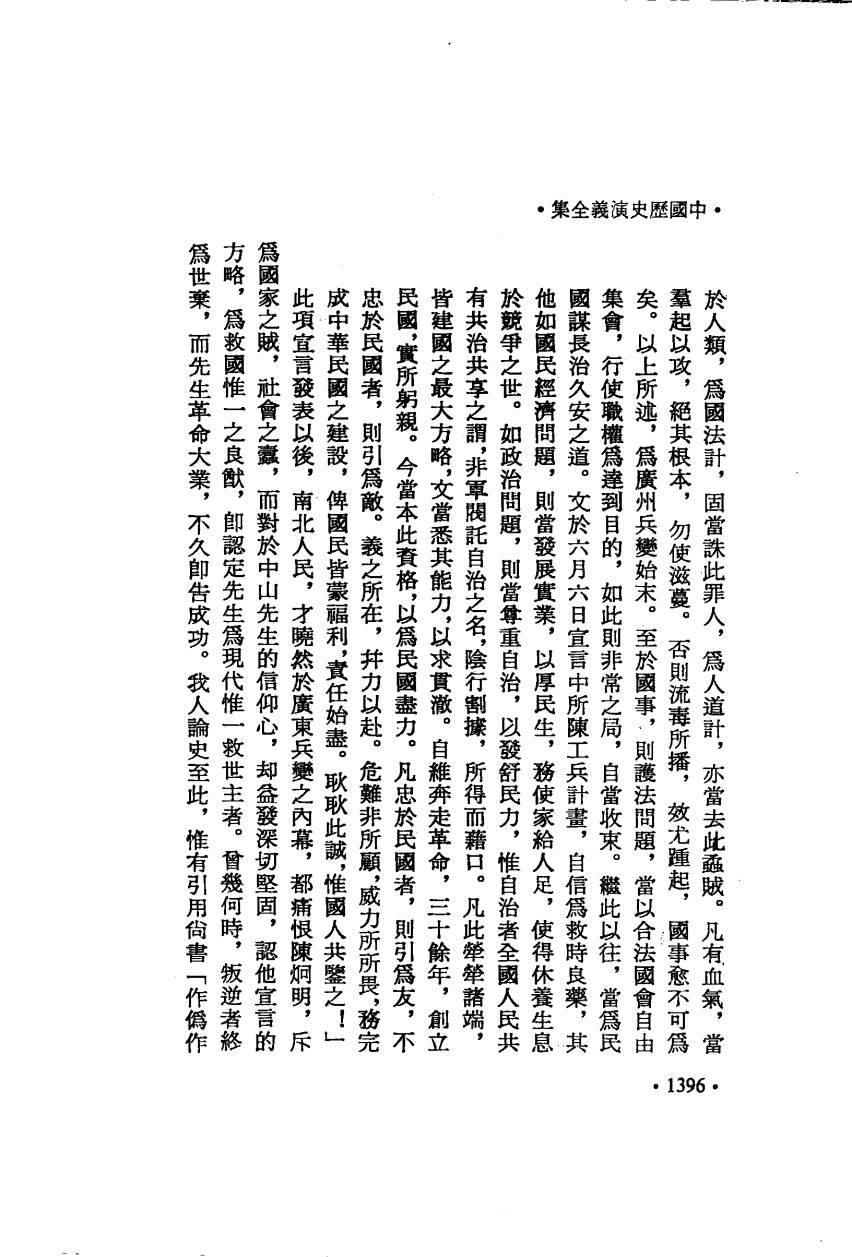 •中國歷史演義全集•
於人類，爲國法計，固當誅此罪人，爲人道計，亦當去此蟊賊。凡有血氣，當
羣起以攻，絕其根本，勿使滋蔓。否則流毒所播，效尤踵起，國事愈不可爲
矣。以上所述，爲廣州兵變始末。至於國事，則護法問題，當以合法國會自由
集會，行使職權爲達到目的，如此則非常之局，自當收束。繼此以往，當爲民
國謀長治久安之道。文於六月六日宣言中所陳工兵計畫，自信爲救時良藥，其
他如國民經濟問題，則當發展實業，以厚民生，務使家給人足，使得休養生息
於競爭之世。如政治問題，則當尊重自治，以發舒民力，惟自治者全國人民共
有共治共享之謂，非軍閥託自治之名，陰行割據，所得而藉口。凡此犖犖諸端，
皆建國之最大方略，文當悉其能力，以求貫澈。自維奔走革命，三十餘年，創立
民國，實所躬親。今當本此資格，以爲民國盡力。凡忠於民國者，則引爲友，不
忠於民國者，則引爲敵。義之所在，幷力以赴。危難非所顧，威力所所畏，務完
成中華民國之建設，俾國民皆蒙福利，責任始盡。耿耿此誠，惟國人共鑒之！」
此項宣言發表以後，南北人民，才曉然於廣東兵變之內幕，都痛恨陳炯明，斥
爲國家之賊，社會之蠹，而對於中山先生的信仰心，却益發深切堅固，認他宣言的
方略，爲救國惟一之良猷，卽認定先生爲現代惟一救世主者。曾幾何時，叛逆者終
爲世棄，而先生革命大業，不久卽告成功。我人論史至此，惟有引用尙書「作僞作
•1396•